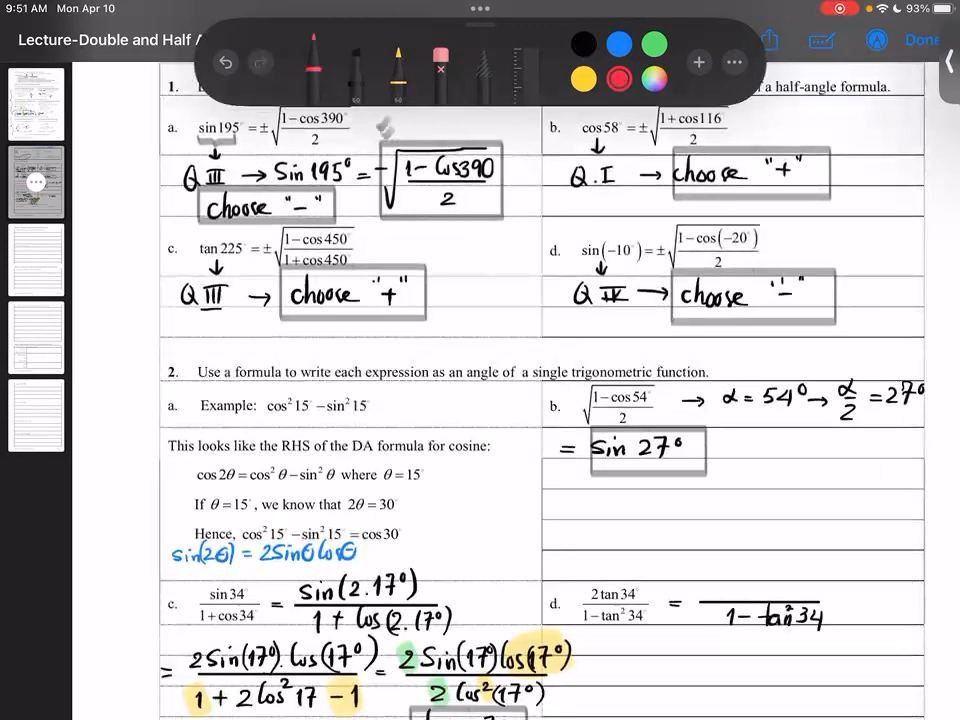 9:51 AM Mon Apr 10
93%
Lecture-Double and Half
Done
1.
a half-angle formula.
a. sin195° = ±√((1−cos390°)/2)
b. cos58° = ±√((1+cos116°)/2)
Q III → Sin 195° = −√((1−Cos390)/2)
choose "−"
Q.I → choose "+"
c. tan225° = ±√((1−cos450°)/(1+cos450°))
d. sin(−10°) = ±√((1−cos(−20°))/2)
Q III → choose "+"
Q IV → choose "−"
2. Use a formula to write each expression as an angle of a single trigonometric function.
a. Example: cos²15° − sin²15°
b. √((1−cos54°)/2) → α = 54° → α/2 = 27°
= Sin 27°
This looks like the RHS of the DA formula for cosine:
cos2θ = cos²θ − sin²θ where θ = 15°
If θ = 15°, we know that 2θ = 30°
Hence, cos²15° − sin²15° = cos30°
sin(2θ) = 2Sinθ Cosθ
c. sin34°/(1+cos34°) = Sin(2.17°)/(1 + Cos(2.17°))
d. 2tan34°/(1−tan²34°) = /(1−tan²34)
= 2Sin(17°).Cos(17°)/(1+2Cos²17−1) = 2Sin(17°)Cos(17°)/(2Cos²(17°))